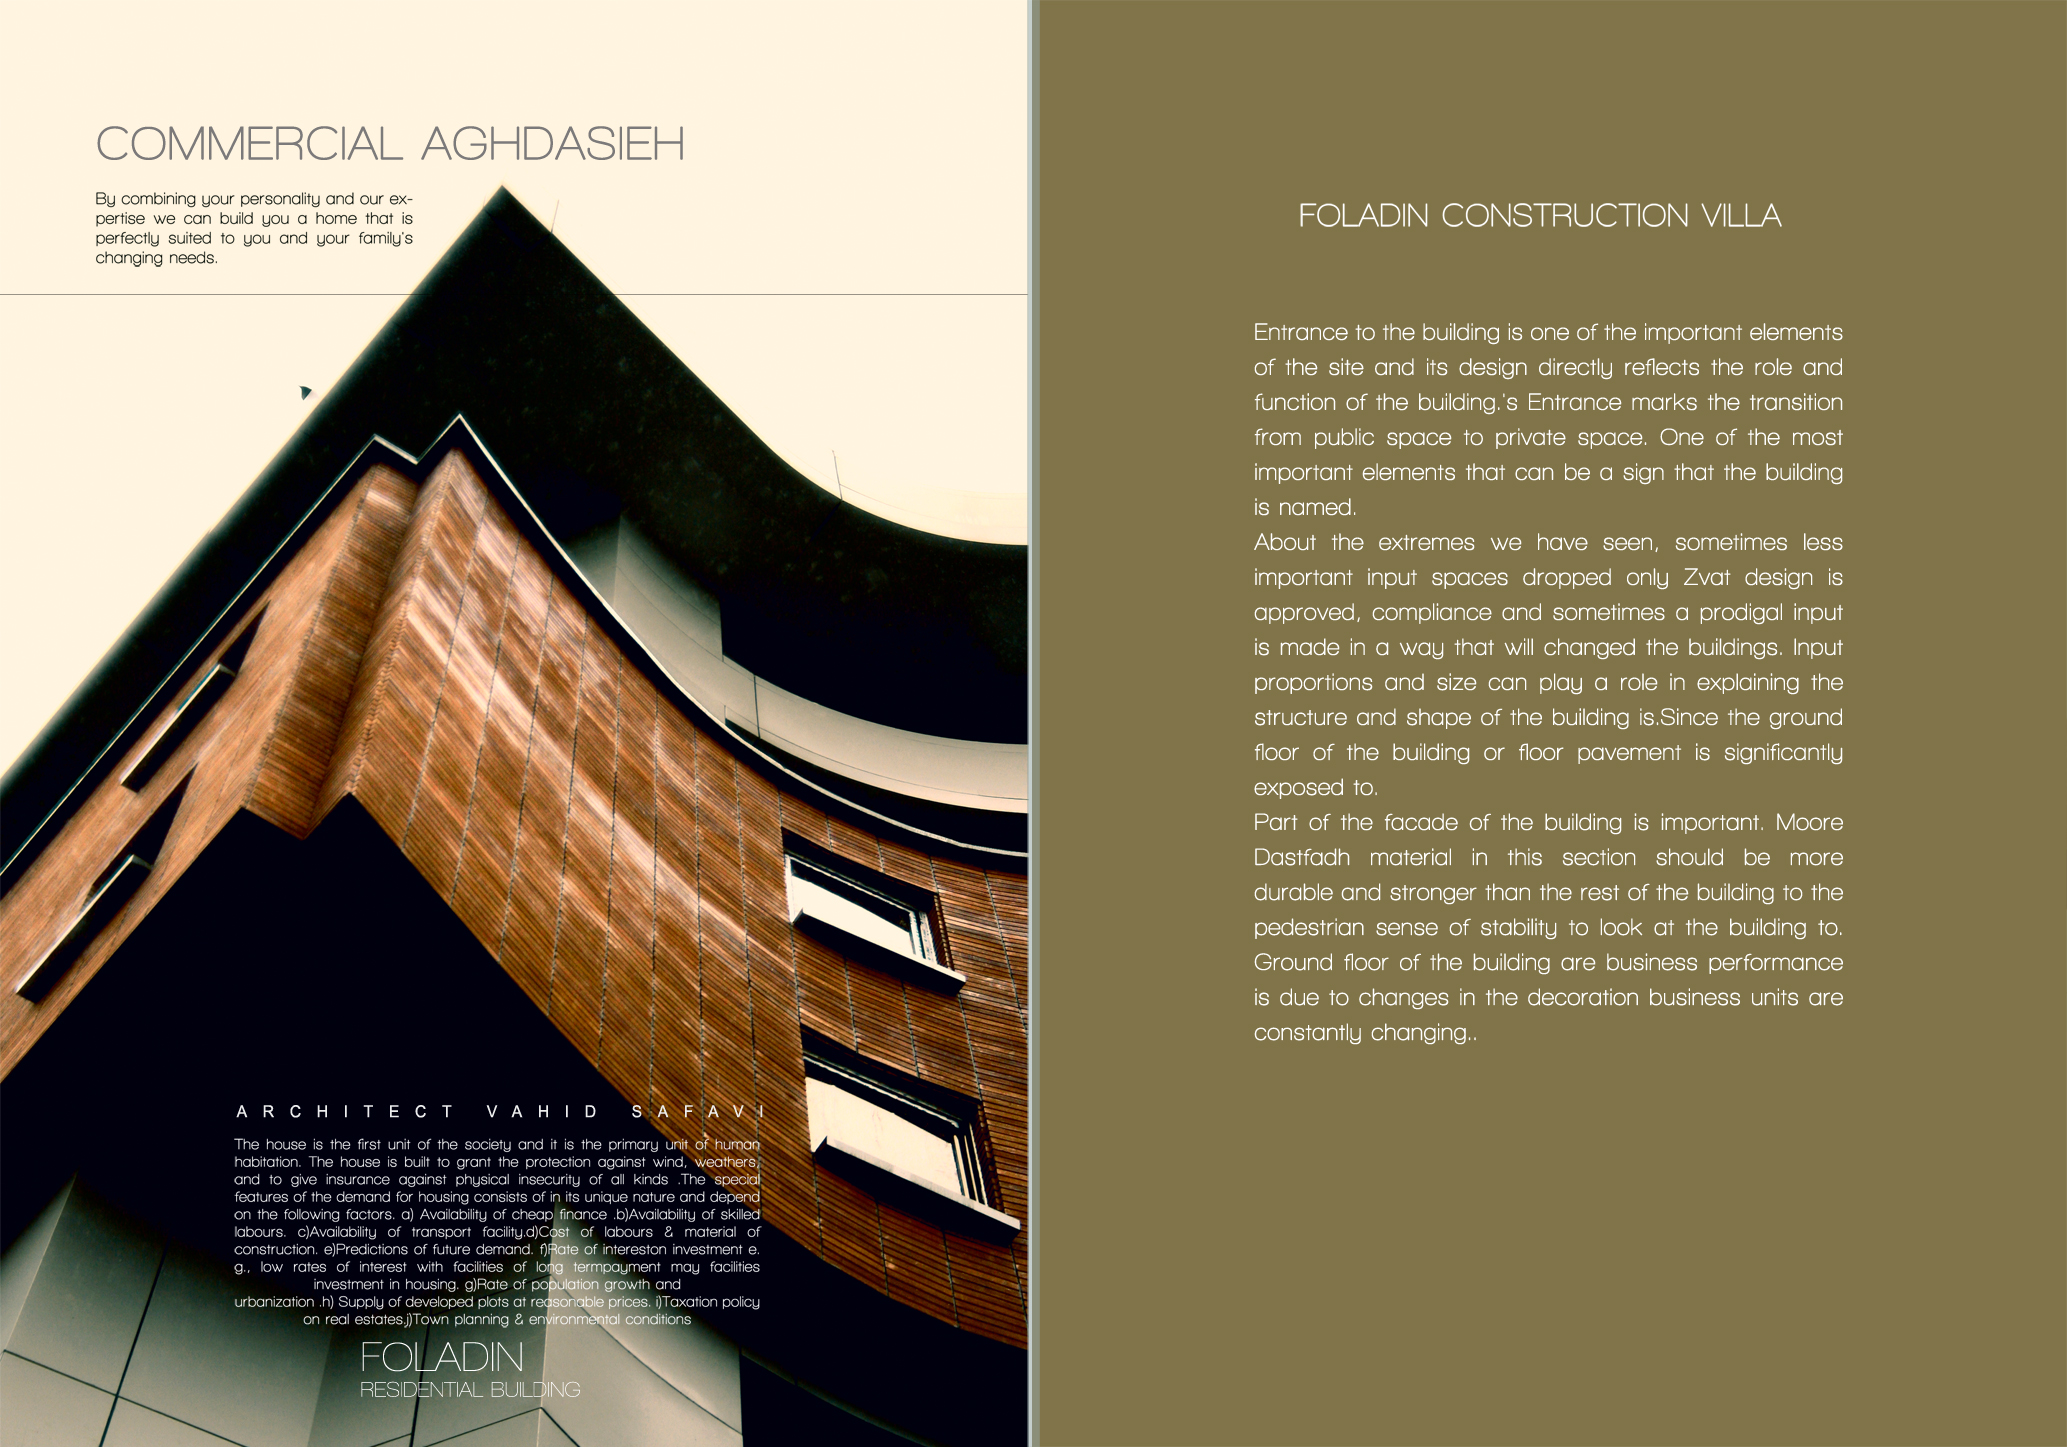 COMMERCIAL AGHDASIEH
By combining your personality and our ex-
pertise we can build you a home that is
perfectly suited to you and your family's
changing needs.
ARCHITECT VAHID SAFAVI
The house is the first unit of the society and it is the primary unit of human
habitation. The house is built to grant the protection against wind, weathers,
and to give insurance against physical insecurity of all kinds .The special
features of the demand for housing consists of in its unique nature and depend
on the following factors. a) Availability of cheap finance .b)Availability of skilled
labours. c)Availability of transport facility.d)Cost of labours & material of
construction. e)Predictions of future demand. f)Rate of intereston investment e.
g., low rates of interest with facilities of long termpayment may facilities
investment in housing. g)Rate of population growth and
urbanization .h) Supply of developed plots at reasonable prices. i)Taxation policy
on real estates.j)Town planning & environmental conditions
FOLADIN
RESIDENTIAL BUILDING
FOLADIN CONSTRUCTION VILLA
Entrance to the building is one of the important elements
of the site and its design directly reflects the role and
function of the building.'s Entrance marks the transition
from public space to private space. One of the most
important elements that can be a sign that the building
is named.
About the extremes we have seen, sometimes less
important input spaces dropped only Zvat design is
approved, compliance and sometimes a prodigal input
is made in a way that will changed the buildings. Input
proportions and size can play a role in explaining the
structure and shape of the building is.Since the ground
floor of the building or floor pavement is significantly
exposed to.
Part of the facade of the building is important. Moore
Dastfadh material in this section should be more
durable and stronger than the rest of the building to the
pedestrian sense of stability to look at the building to.
Ground floor of the building are business performance
is due to changes in the decoration business units are
constantly changing..